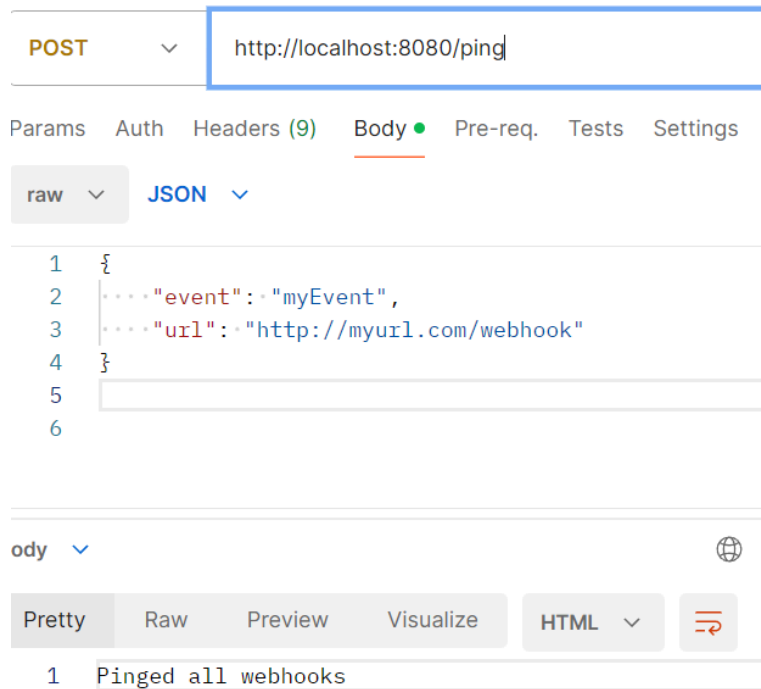 POST http://localhost:8080/ping
Params Auth Headers (9) Body Pre-req. Tests Settings
raw JSON
1 {
2 ····"event":·"myEvent",
3 ····"url":·"http://myurl.com/webhook"
4 }
5
6
ody
Pretty Raw Preview Visualize HTML
1 Pinged all webhooks